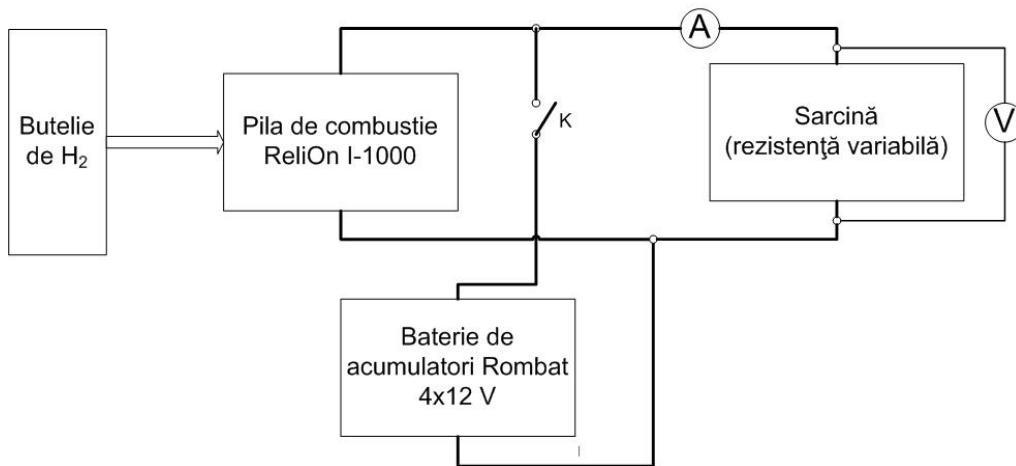 A
Butelie
de H₂
Pila de combustie
ReliOn I-1000
K
Sarcină
(rezistenţă variabilă)
V
Baterie de
acumulatori Rombat
4x12 V